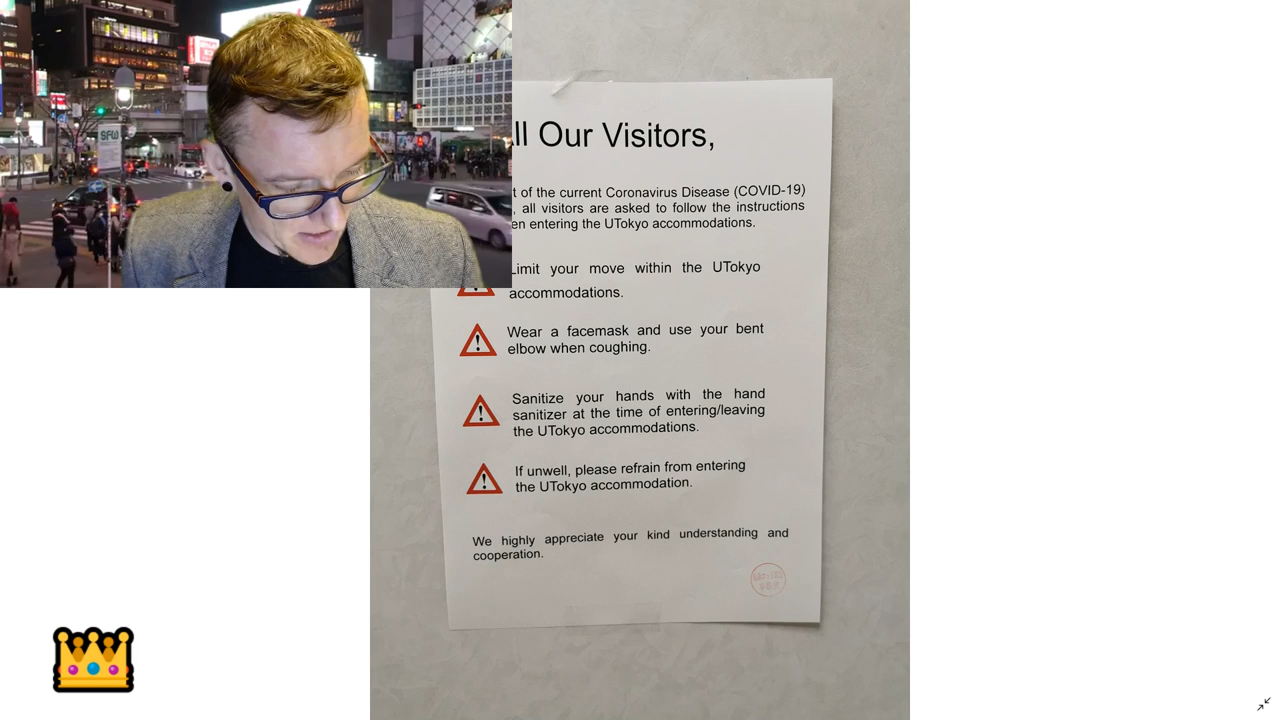 SFW
ll Our Visitors,
t of the current Coronavirus Disease (COVID-19)
, all visitors are asked to follow the instructions
en entering the UTokyo accommodations.
Limit your move within the UTokyo
accommodations.
Wear a facemask and use your bent
elbow when coughing.
Sanitize your hands with the hand
sanitizer at the time of entering/leaving
the UTokyo accommodations.
If unwell, please refrain from entering
the UTokyo accommodation.
We highly appreciate your kind understanding and
cooperation.